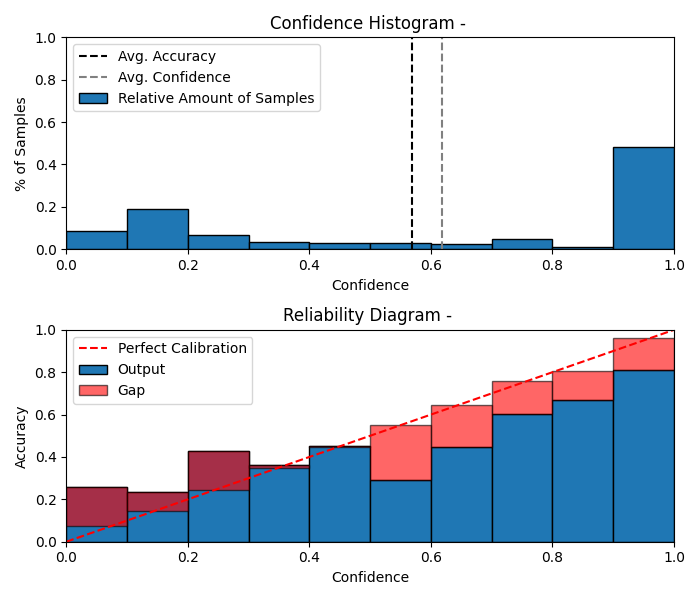 Confidence Histogram -
1.0
0.8
0.6
0.4
0.2
0.0
% of Samples
Avg. Accuracy
Avg. Confidence
Relative Amount of Samples
0.0 0.2 0.4 0.6 0.8 1.0
Confidence
Reliability Diagram -
1.0
0.8
0.6
0.4
0.2
0.0
Accuracy
Perfect Calibration
Output
Gap
0.0 0.2 0.4 0.6 0.8 1.0
Confidence